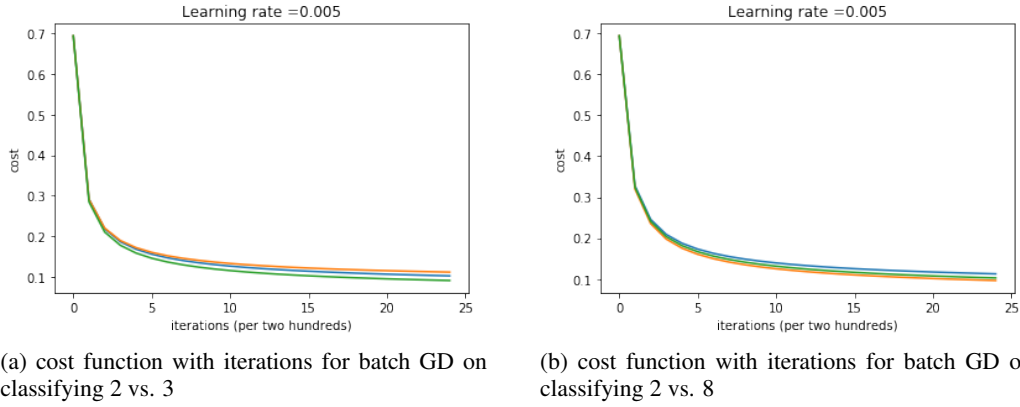 Learning rate =0.005
0.7
0.6
0.5
0.4
0.3
0.2
0.1
cost
0 5 10 15 20 25
iterations (per two hundreds)
(a) cost function with iterations for batch GD on
classifying 2 vs. 3
Learning rate =0.005
0.7
0.6
0.5
0.4
0.3
0.2
0.1
cost
0 5 10 15 20 25
iterations (per two hundreds)
(b) cost function with iterations for batch GD o
classifying 2 vs. 8